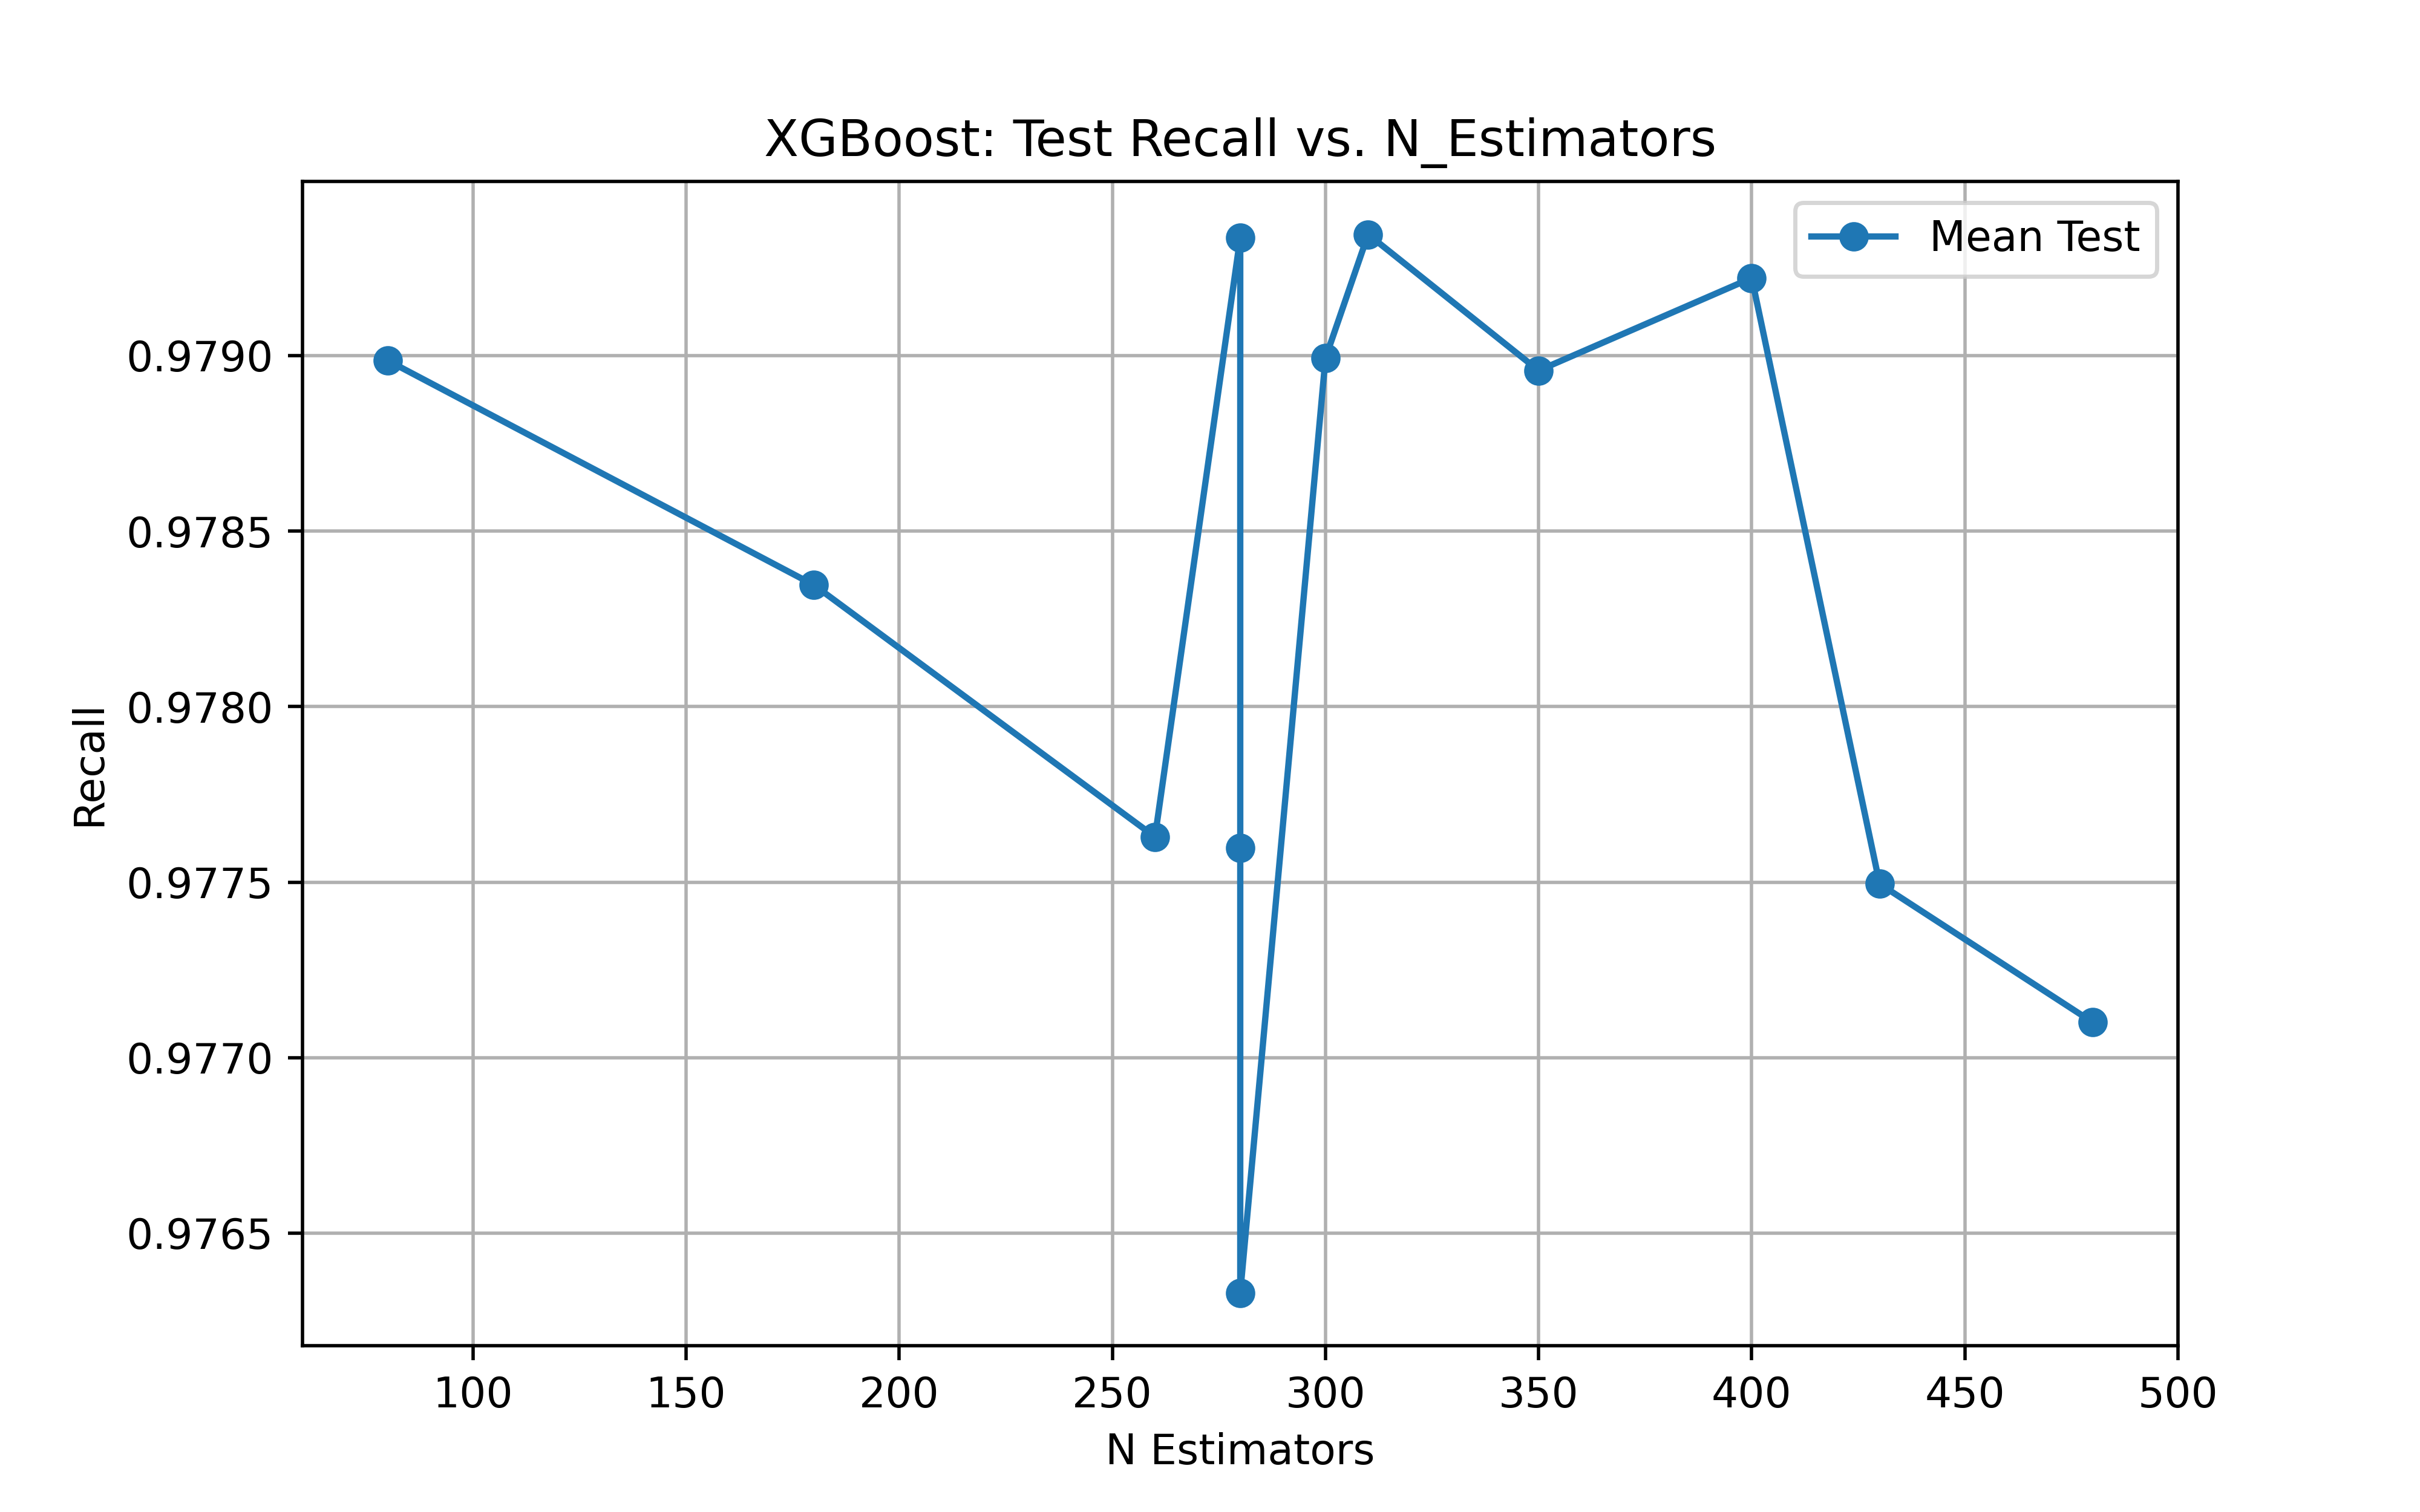 XGBoost: Test Recall vs. N_Estimators
Mean Test
0.9790
0.9785
0.9780
0.9775
0.9770
0.9765
Recall
100 150 200 250 300 350 400 450 500
N Estimators